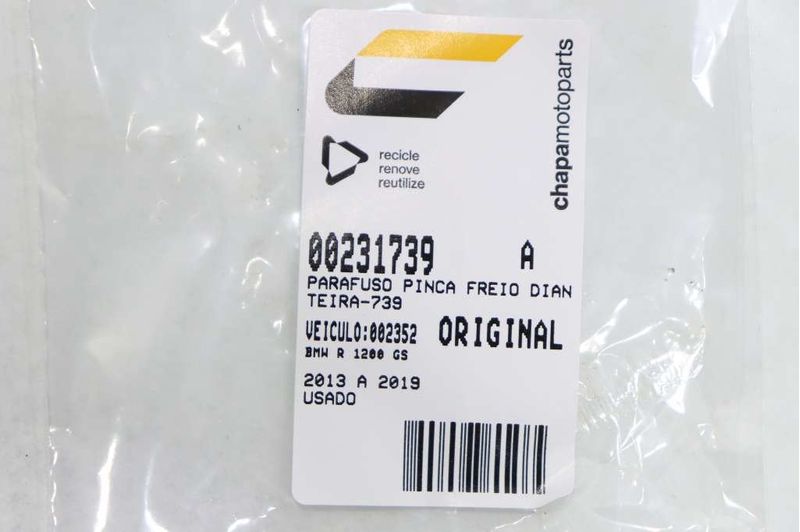 chapamotoparts
recicle
renove
reutilize
00231739 A
PARAFUSO PINCA FREIO DIAN
TEIRA-739
VEICULO:002352 ORIGINAL
BMW R 1200 GS
2013 A 2019
USADO